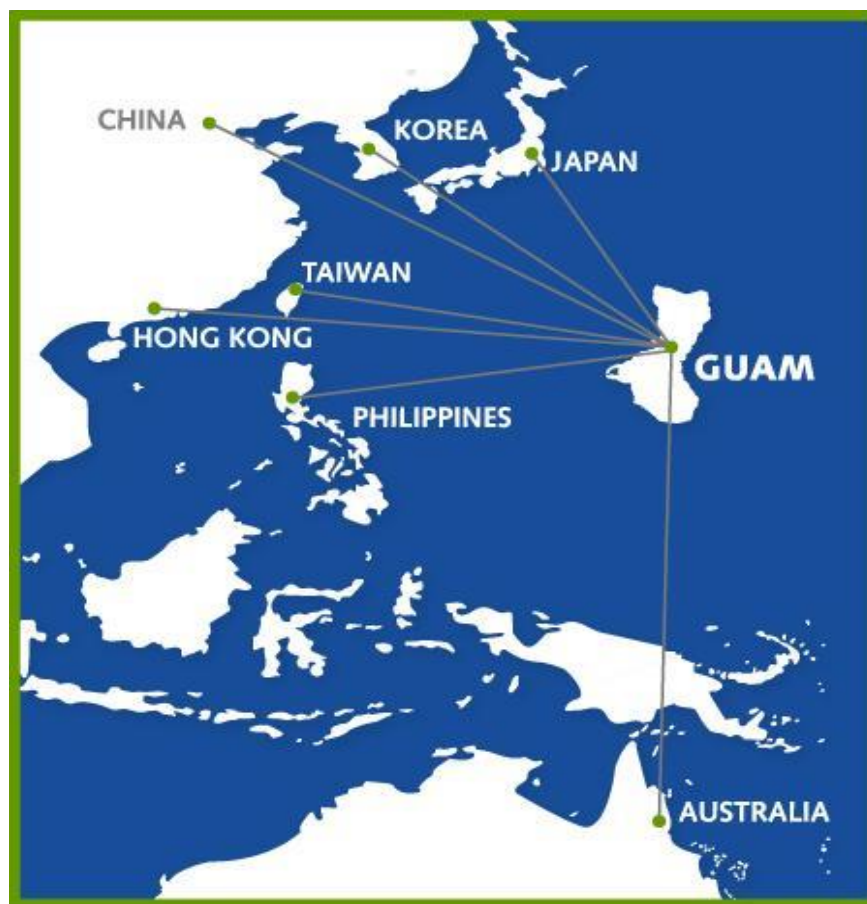 CHINA
KOREA
JAPAN
TAIWAN
HONG KONG
GUAM
PHILIPPINES
AUSTRALIA